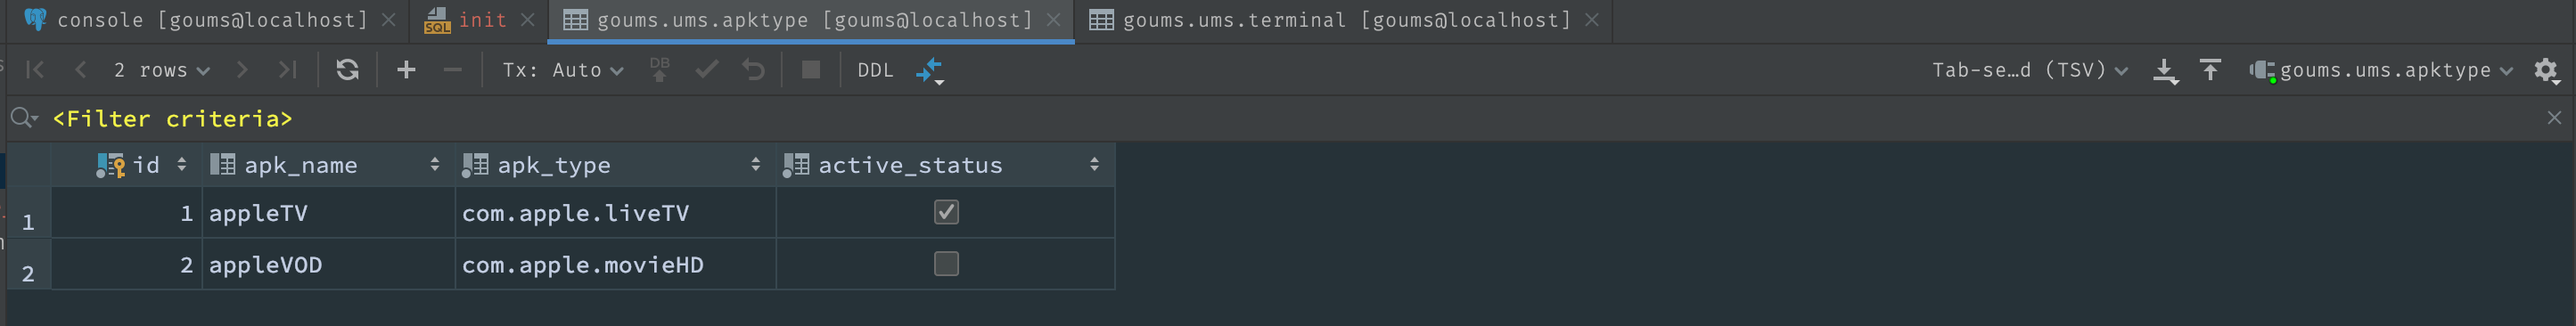 console [goums@localhost] init goums.ums.apktype [goums@localhost] goums.ums.terminal [goums@localhost]
2 rows Tx: Auto DB DDL Tab-se…d (TSV) goums.ums.apktype
<Filter criteria>
id apk_name apk_type active_status
1 1 appleTV com.apple.liveTV
2 2 appleVOD com.apple.movieHD